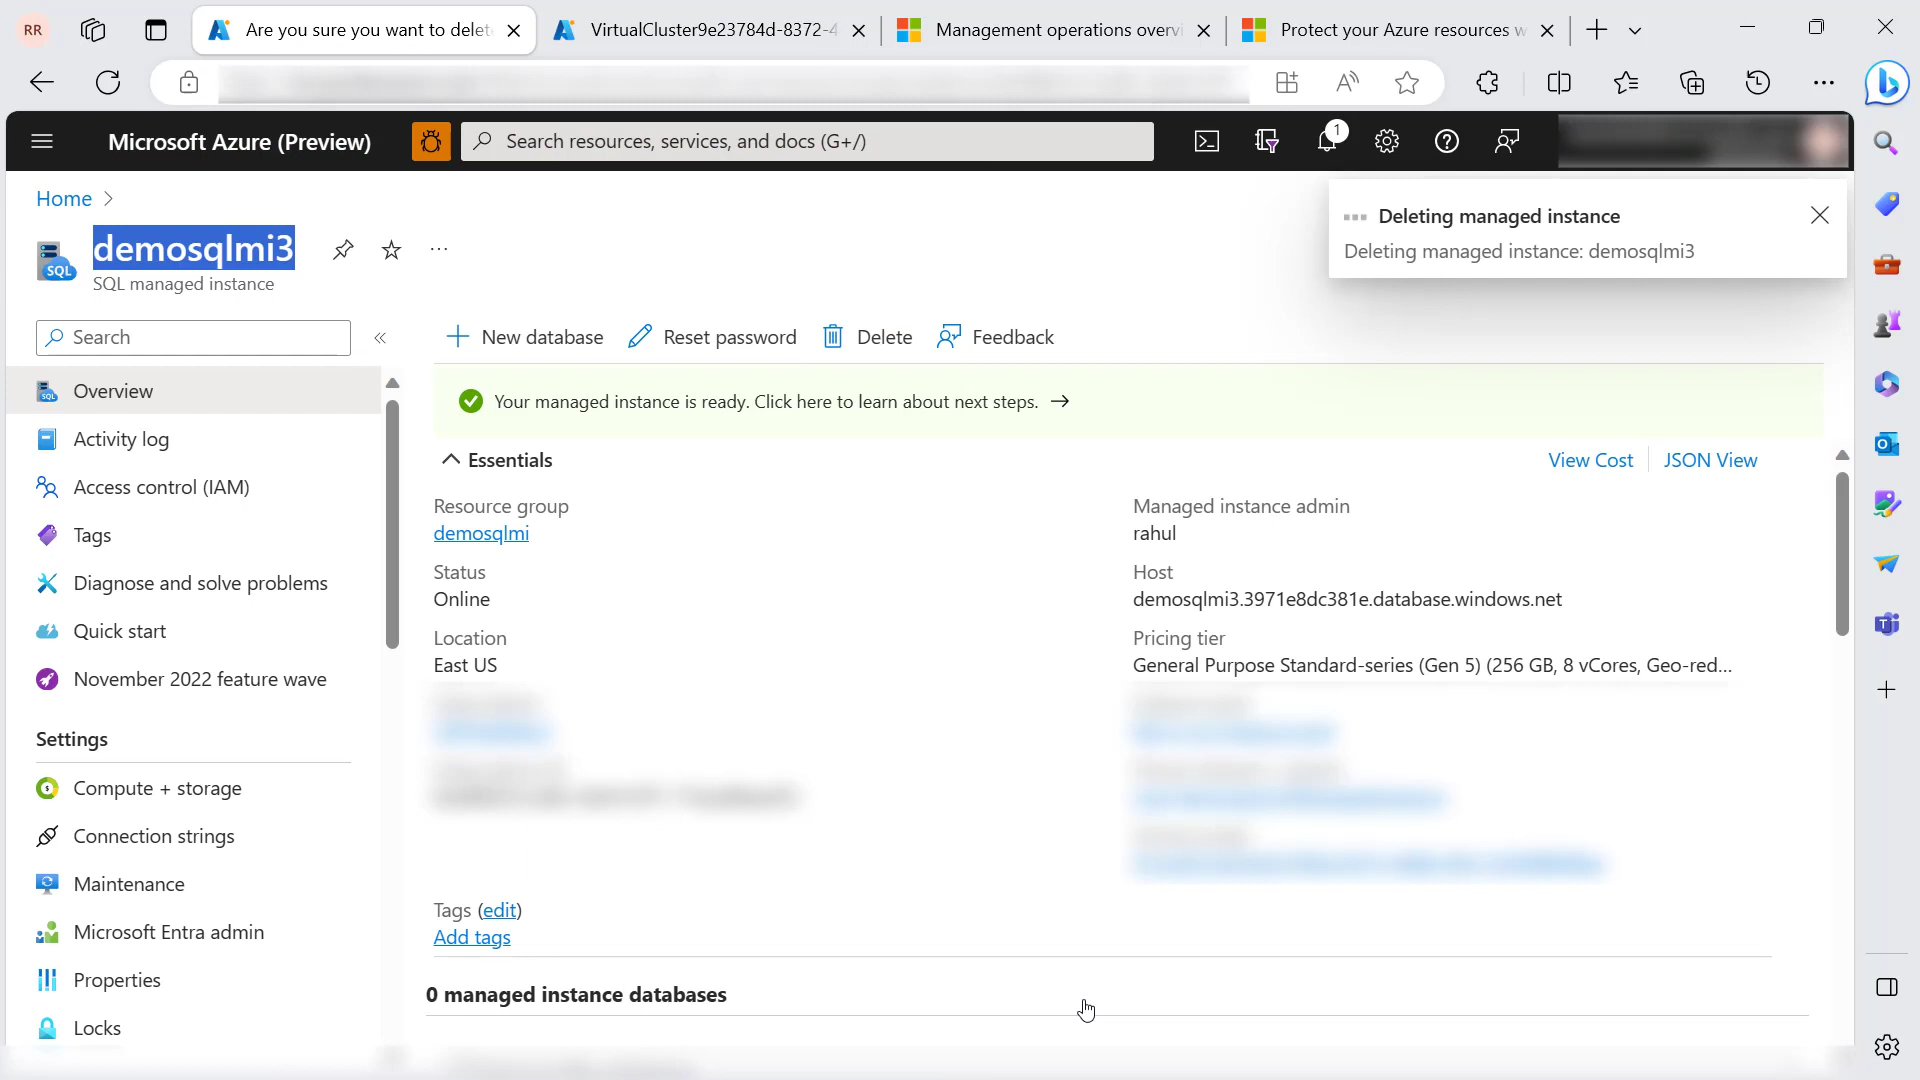 RR
Are you sure you want to delet
VirtualCluster9e23784d-8372-4
Management operations overvi
Protect your Azure resources w
Microsoft Azure (Preview)
Search resources, services, and docs (G+/)
1
Home >
demosqlmi3
SQL managed instance
Deleting managed instance
Deleting managed instance: demosqlmi3
Search
New database
Reset password
Delete
Feedback
Overview
Activity log
Access control (IAM)
Tags
Diagnose and solve problems
Quick start
November 2022 feature wave
Settings
Compute + storage
Connection strings
Maintenance
Microsoft Entra admin
Properties
Locks
Your managed instance is ready. Click here to learn about next steps. →
Essentials
View Cost
JSON View
Resource group
demosqlmi
Status
Online
Location
East US
Managed instance admin
rahul
Host
demosqlmi3.3971e8dc381e.database.windows.net
Pricing tier
General Purpose Standard-series (Gen 5) (256 GB, 8 vCores, Geo-red...
Tags (edit)
Add tags
0 managed instance databases